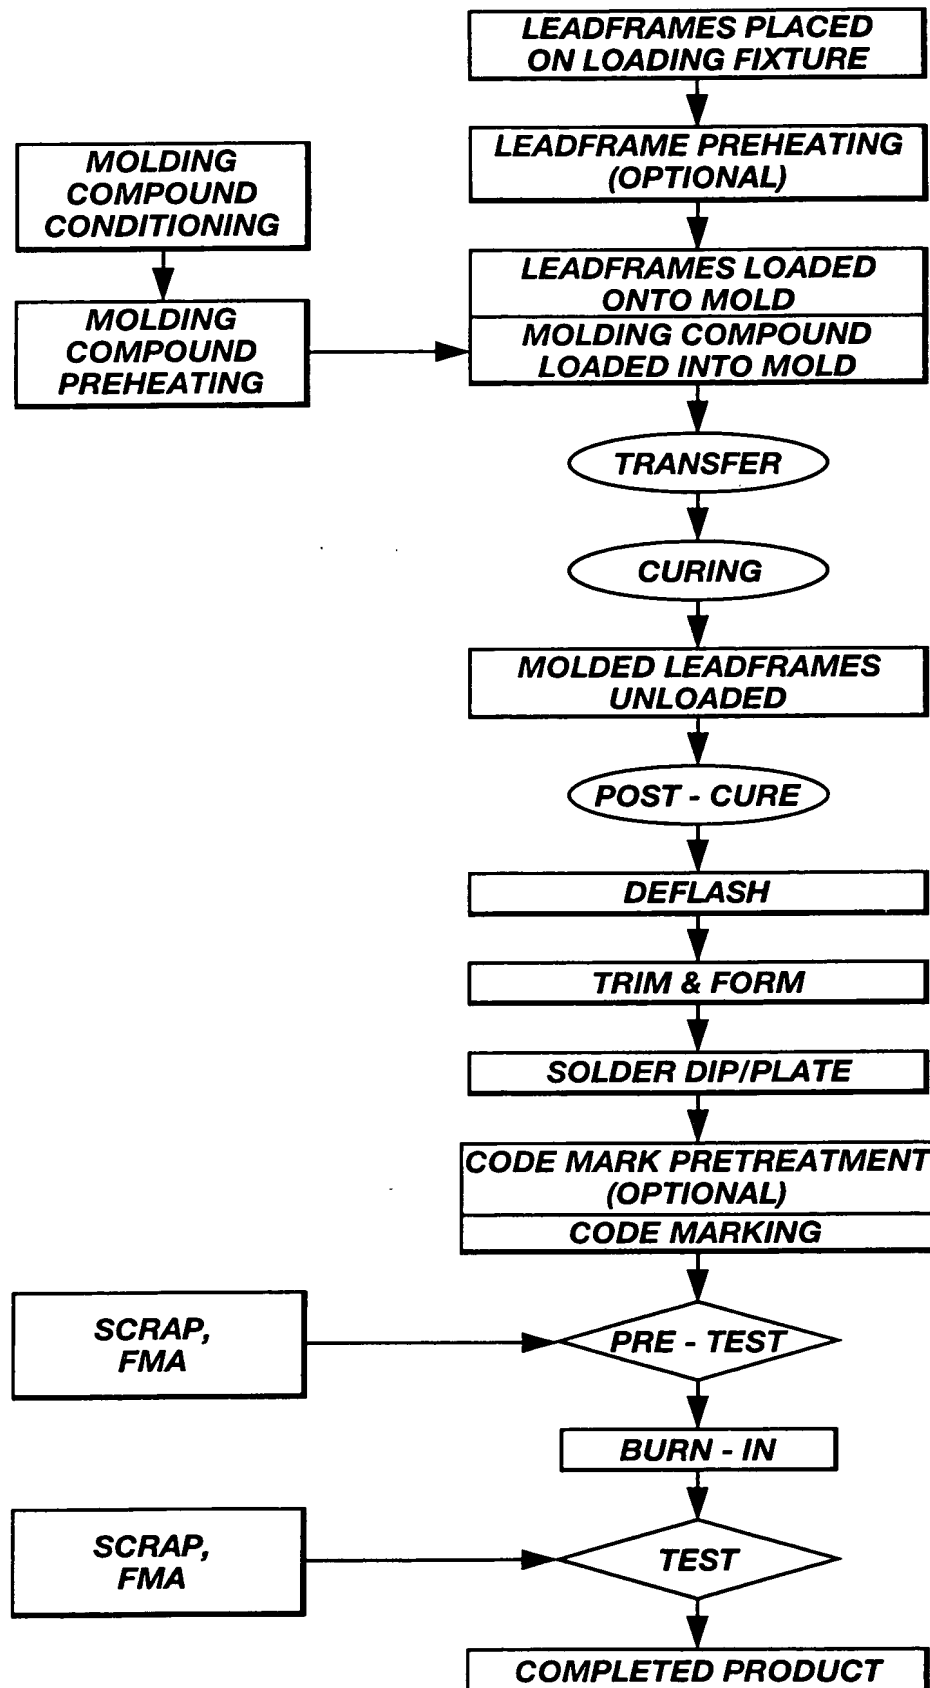 LEADFRAMES PLACED
ON LOADING FIXTURE
LEADFRAME PREHEATING
(OPTIONAL)
MOLDING
COMPOUND
CONDITIONING
LEADFRAMES LOADED
ONTO MOLD
MOLDING
COMPOUND
PREHEATING
MOLDING COMPOUND
LOADED INTO MOLD
TRANSFER
CURING
MOLDED LEADFRAMES
UNLOADED
POST - CURE
DEFLASH
TRIM & FORM
SOLDER DIP/PLATE
CODE MARK PRETREATMENT
(OPTIONAL)
CODE MARKING
SCRAP,
FMA
PRE - TEST
BURN - IN
SCRAP,
FMA
TEST
COMPLETED PRODUCT